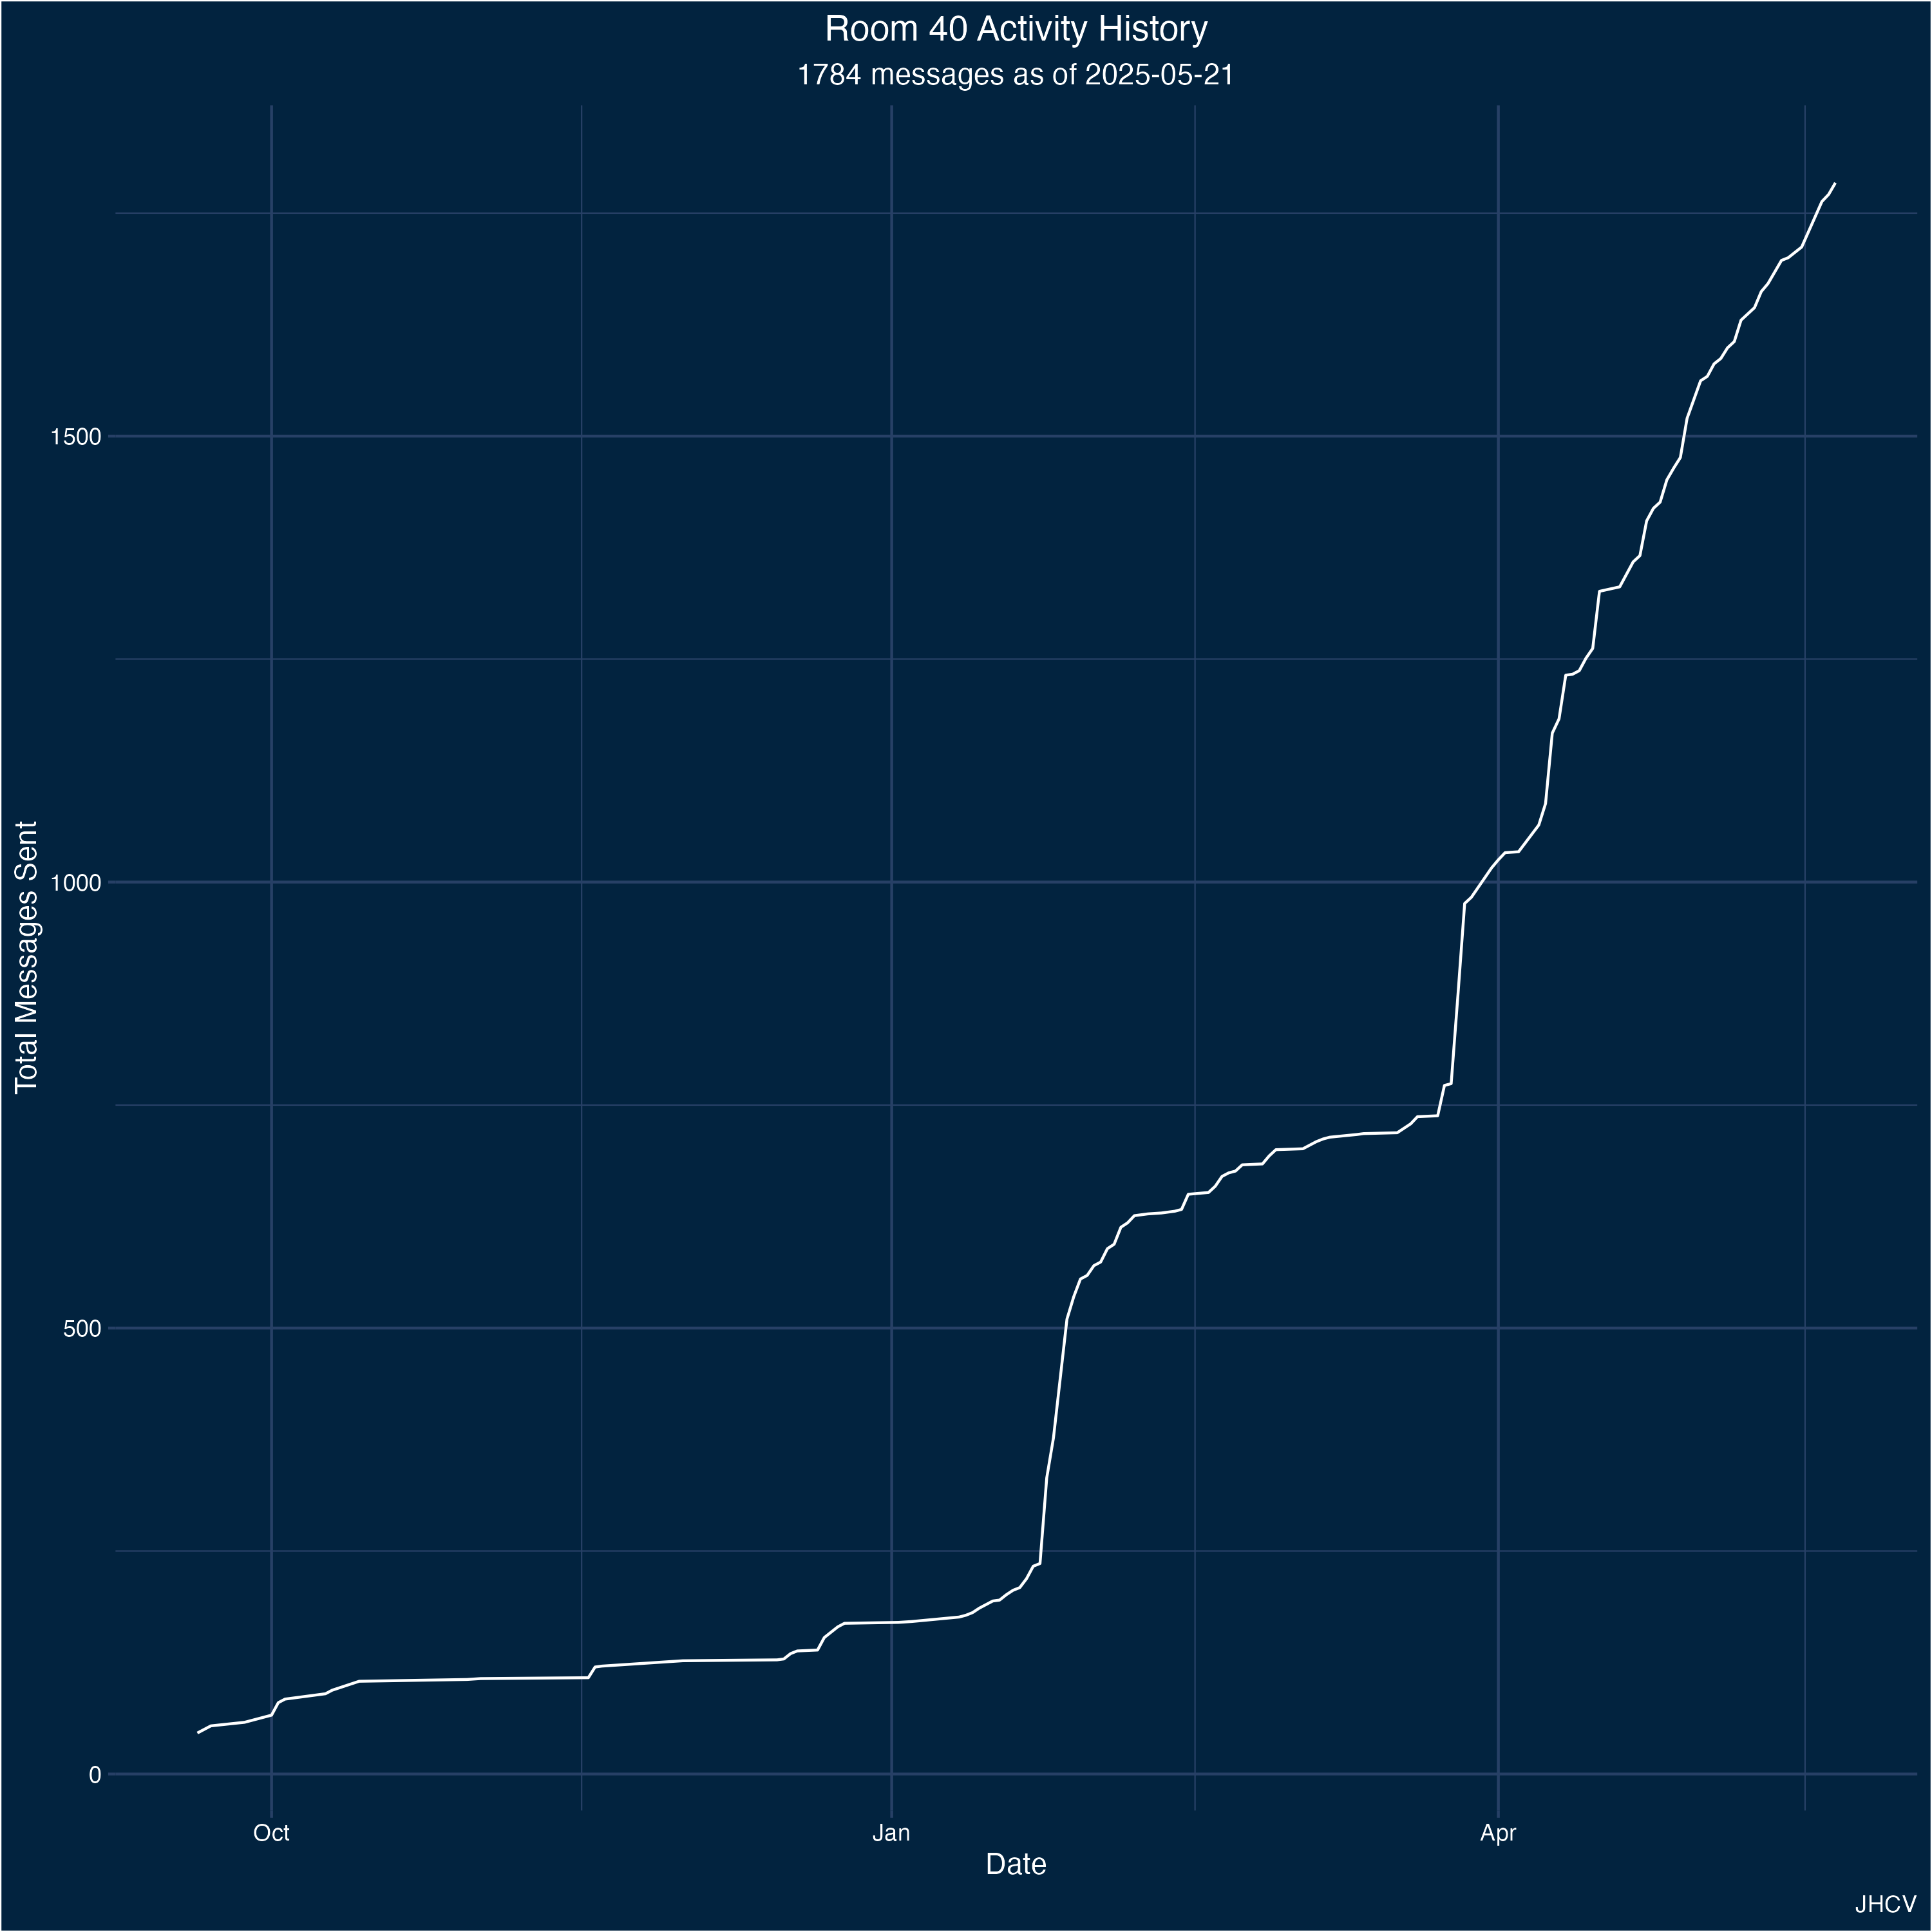 Room 40 Activity History
1784 messages as of 2025-05-21
Total Messages Sent
1500
1000
500
0
Oct
Jan
Apr
Date
JHCV